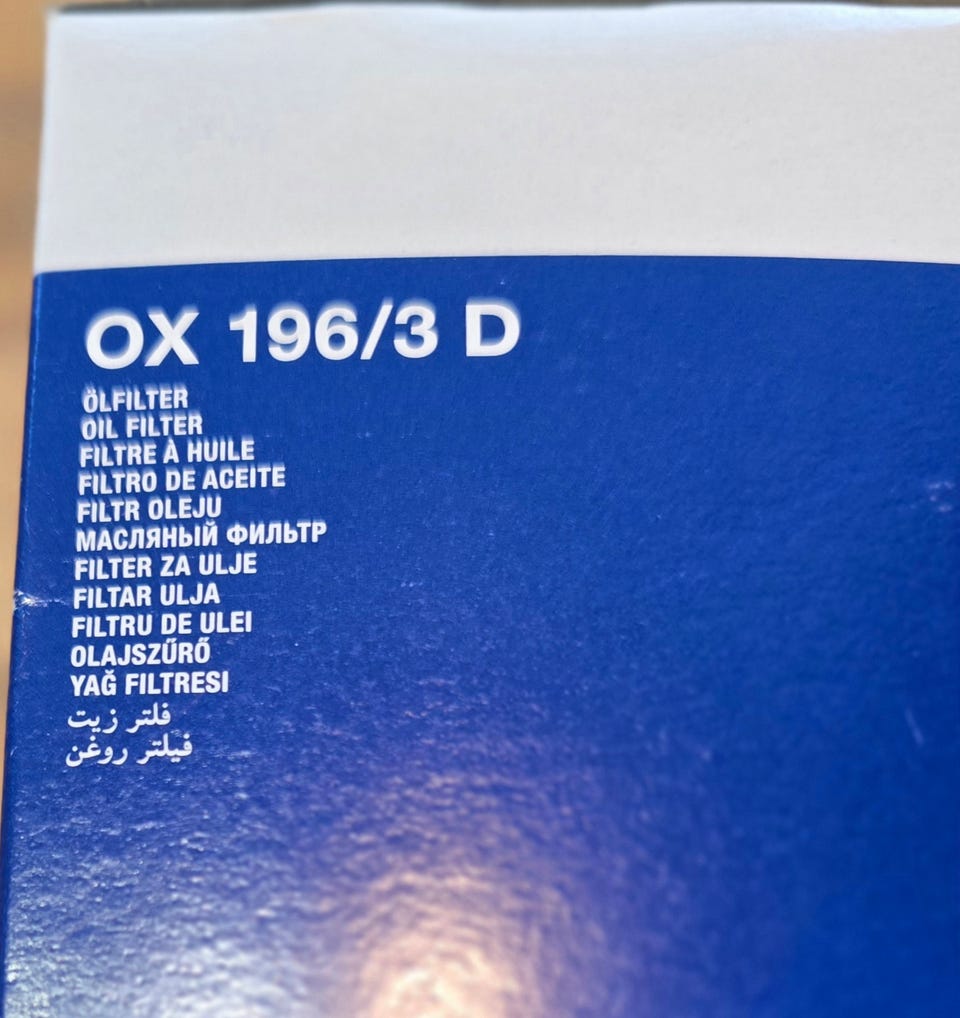 OX 196/3 D
ÖLFILTER
OIL FILTER
FILTRE À HUILE
FILTRO DE ACEITE
FILTR OLEJU
МАСЛЯНЫЙ ФИЛЬТР
FILTER ZA ULJE
FILTAR ULJA
FILTRU DE ULEI
OLAJSZŰRŐ
YAĞ FILTRESI
فلتر زيت
فیلتر روغن